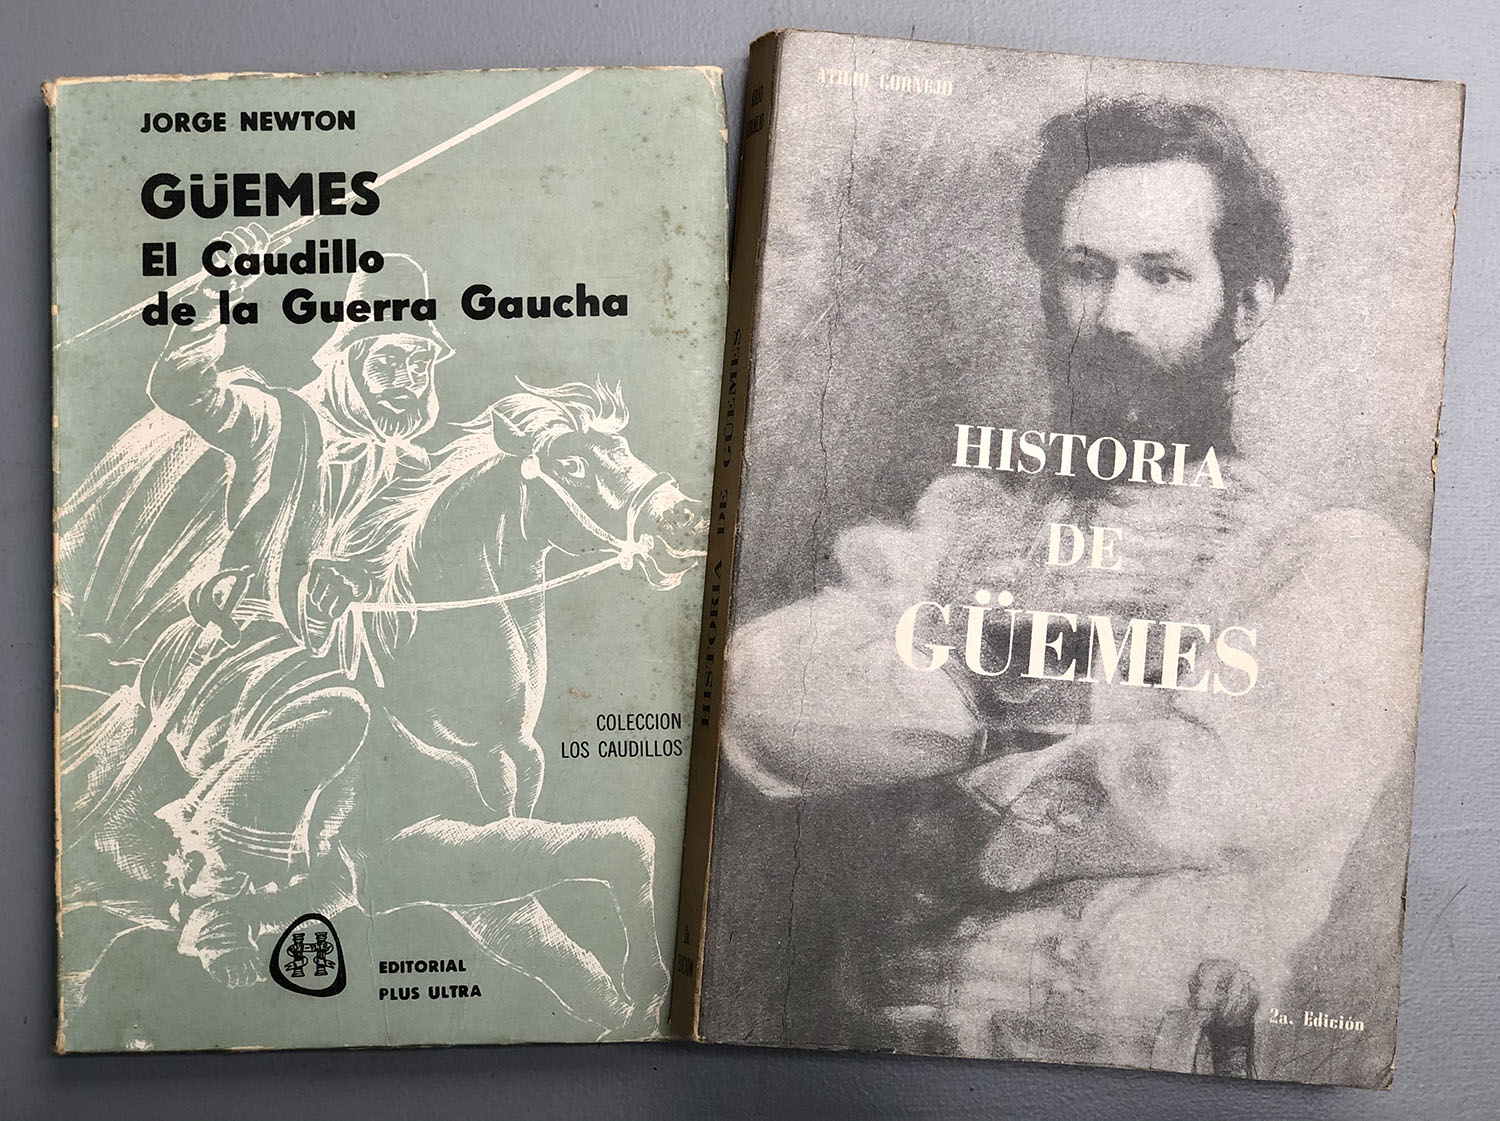 JORGE NEWTON
GÜEMES
El Caudillo
de la Guerra Gaucha
COLECCION
LOS CAUDILLOS
EDITORIAL
PLUS ULTRA
HISTORIA DE GÜEMES
ATILIO CORNEJO
HISTORIA
DE
GÜEMES
2a. Edición